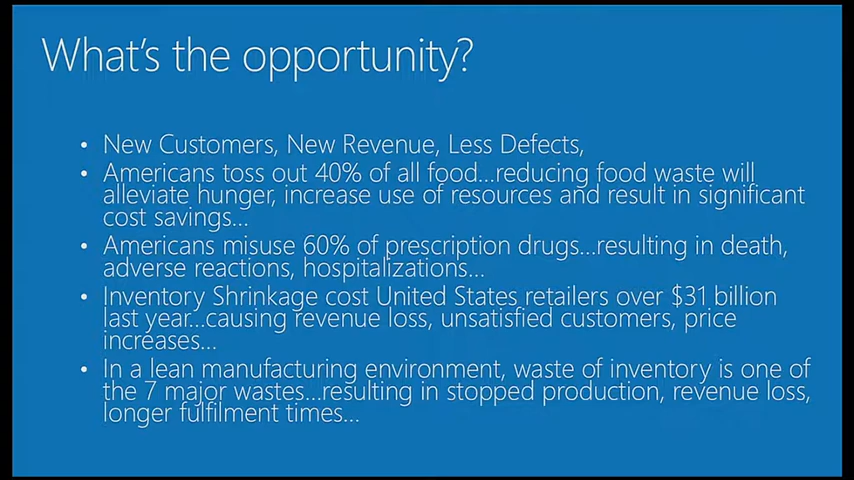 What's the opportunity?
• New Customers, New Revenue, Less Defects,
• Americans toss out 40% of all food...reducing food waste will
alleviate hunger, increase use of resources and result in significant
cost savings...
• Americans misuse 60% of prescription drugs...resulting in death,
adverse reactions, hospitalizations...
• Inventory Shrinkage cost United States retailers over $31 billion
last year...causing revenue loss, unsatisfied customers, price
increases...
• In a lean manufacturing environment, waste of inventory is one of
the 7 major wastes...resulting in stopped production, revenue loss,
longer fulfilment times...